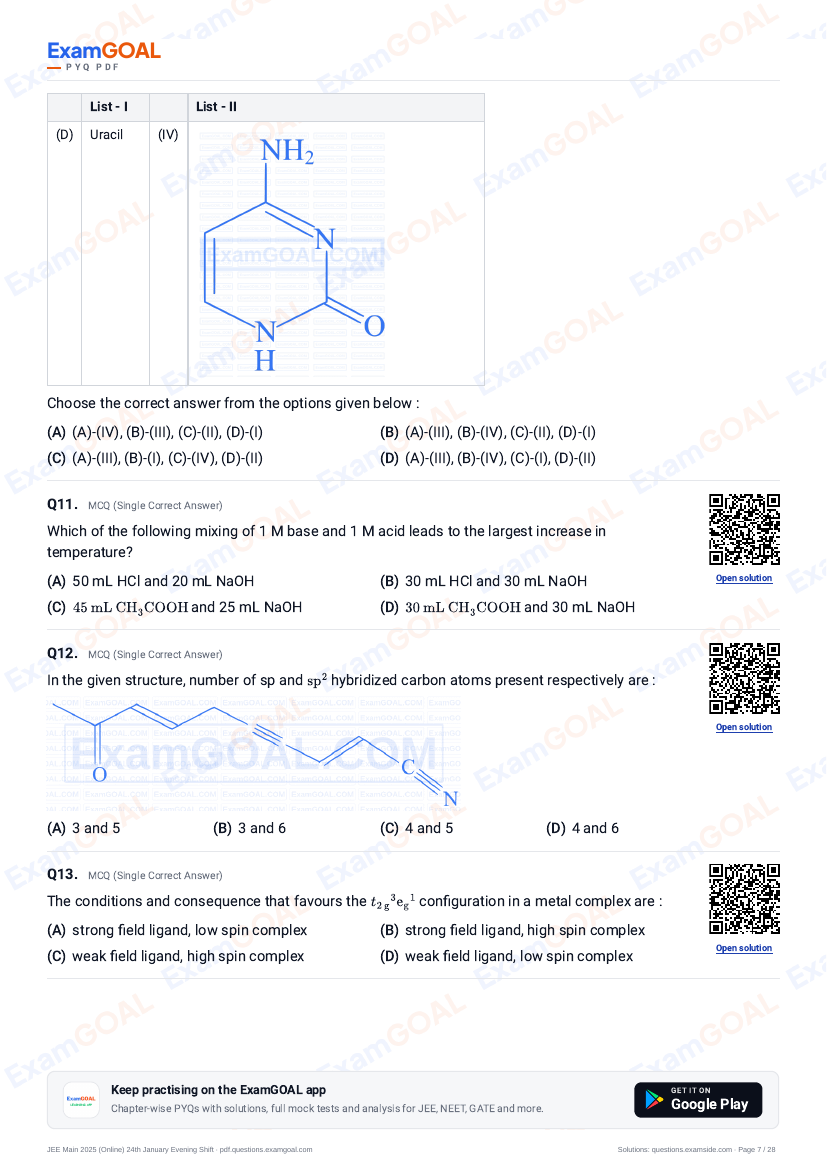 ExamGOAL
PYQ PDF
List - I List - II
(D) Uracil (IV)
NH2
N
ExamGOAL.COM
O
N
H
Choose the correct answer from the options given below :
(A) (A)-(IV), (B)-(III), (C)-(II), (D)-(I) (B) (A)-(III), (B)-(IV), (C)-(II), (D)-(I)
(C) (A)-(III), (B)-(I), (C)-(IV), (D)-(II) (D) (A)-(III), (B)-(IV), (C)-(I), (D)-(II)
Q11. MCQ (Single Correct Answer)
Which of the following mixing of 1 M base and 1 M acid leads to the largest increase in
temperature?
Open solution
(A) 50 mL HCl and 20 mL NaOH (B) 30 mL HCl and 30 mL NaOH
(C) 45 mL CH₃COOH and 25 mL NaOH (D) 30 mL CH₃COOH and 30 mL NaOH
Q12. MCQ (Single Correct Answer)
In the given structure, number of sp and sp² hybridized carbon atoms present respectively are :
Open solution
ExamGOAL.COM
O
C
N
(A) 3 and 5 (B) 3 and 6 (C) 4 and 5 (D) 4 and 6
Q13. MCQ (Single Correct Answer)
The conditions and consequence that favours the t₂g³eg¹ configuration in a metal complex are :
(A) strong field ligand, low spin complex (B) strong field ligand, high spin complex
Open solution
(C) weak field ligand, high spin complex (D) weak field ligand, low spin complex
ExamGOAL
Keep practising on the ExamGOAL app
Chapter-wise PYQs with solutions, full mock tests and analysis for JEE, NEET, GATE and more.
GET IT ON
Google Play
JEE Main 2025 (Online) 24th January Evening Shift · pdf.questions.examgoal.com Solutions: questions.examside.com · Page 7 / 28